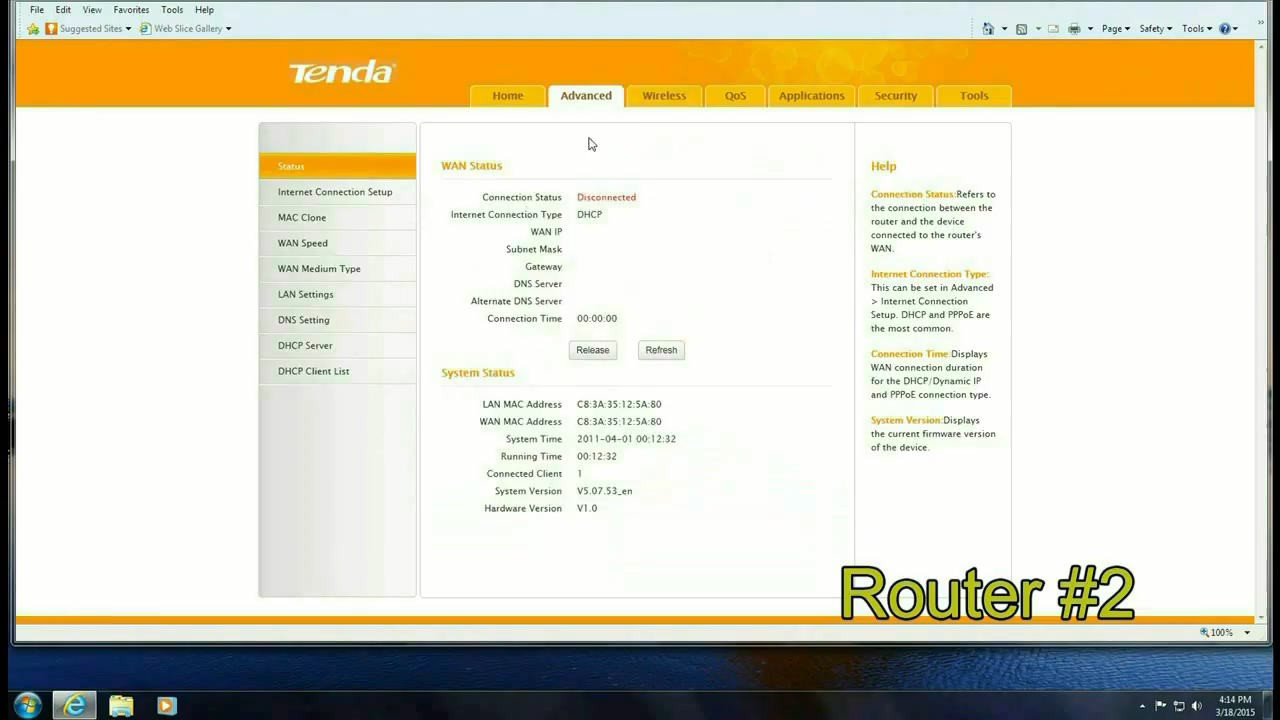 File Edit View Favorites Tools Help
Suggested Sites Web Slice Gallery Page Safety Tools
Tenda
Home Advanced Wireless QoS Applications Security Tools
Status
Internet Connection Setup
MAC Clone
WAN Speed
WAN Medium Type
LAN Settings
DNS Setting
DHCP Server
DHCP Client List
WAN Status
Connection Status Disconnected
Internet Connection Type DHCP
WAN IP
Subnet Mask
Gateway
DNS Server
Alternate DNS Server
Connection Time 00:00:00
Release Refresh
System Status
LAN MAC Address C8:3A:35:12:5A:80
WAN MAC Address C8:3A:35:12:5A:80
System Time 2011-04-01 00:12:32
Running Time 00:12:32
Connected Client 1
System Version V5.07.53_en
Hardware Version V1.0
Help
Connection Status:Refers to
the connection between the
router and the device
connected to the router's
WAN.
Internet Connection Type:
This can be set in Advanced
> Internet Connection
Setup. DHCP and PPPoE are
the most common.
Connection Time:Displays
WAN connection duration
for the DHCP/Dynamic IP
and PPPoE connection type.
System Version:Displays
the current firmware version
of the device.
Router #2
100%
4:14 PM
3/18/2015